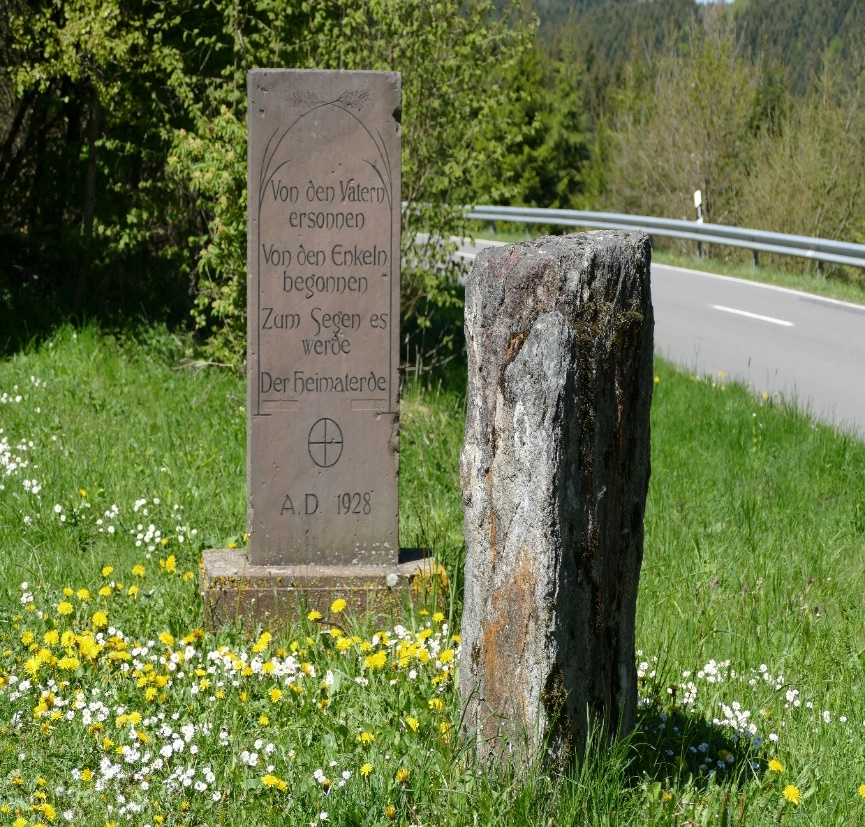 Von den Vätern
ersonnen
Von den Enkeln
begonnen
Zum Segen es
werde
Der Heimaterde
A.D. 1928